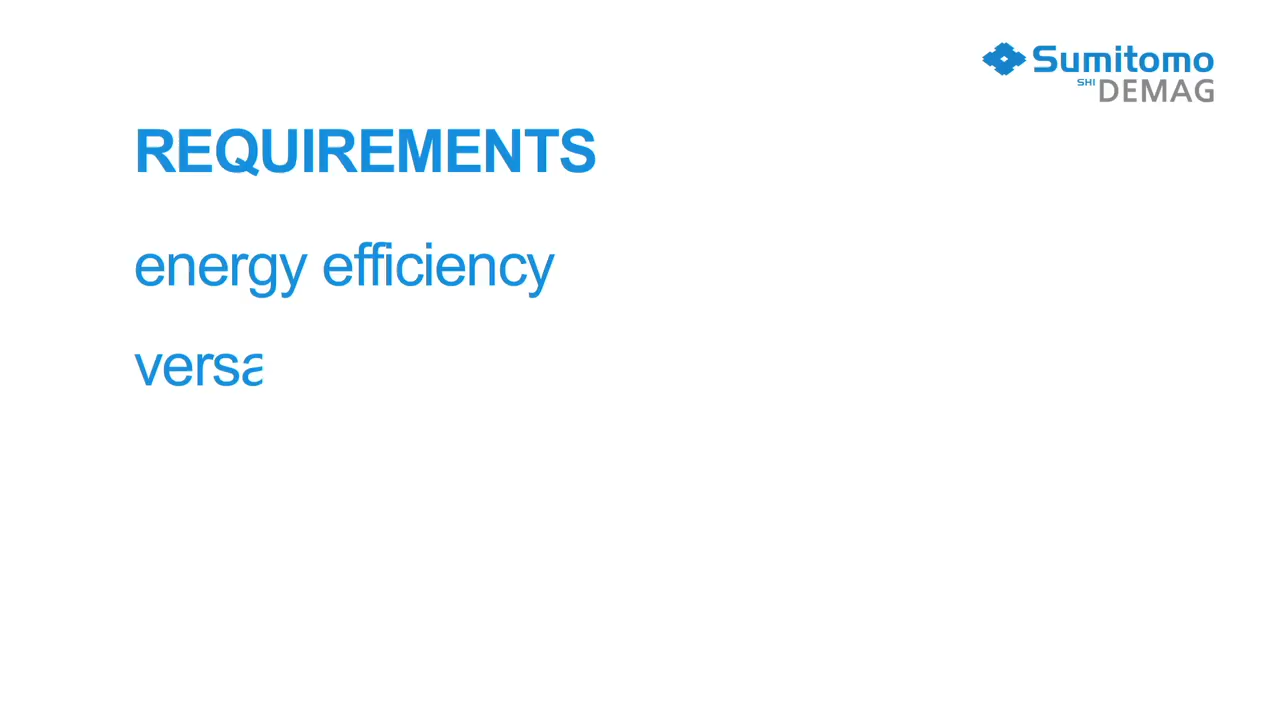 Sumitomo
SHI DEMAG
REQUIREMENTS
energy efficiency
versa